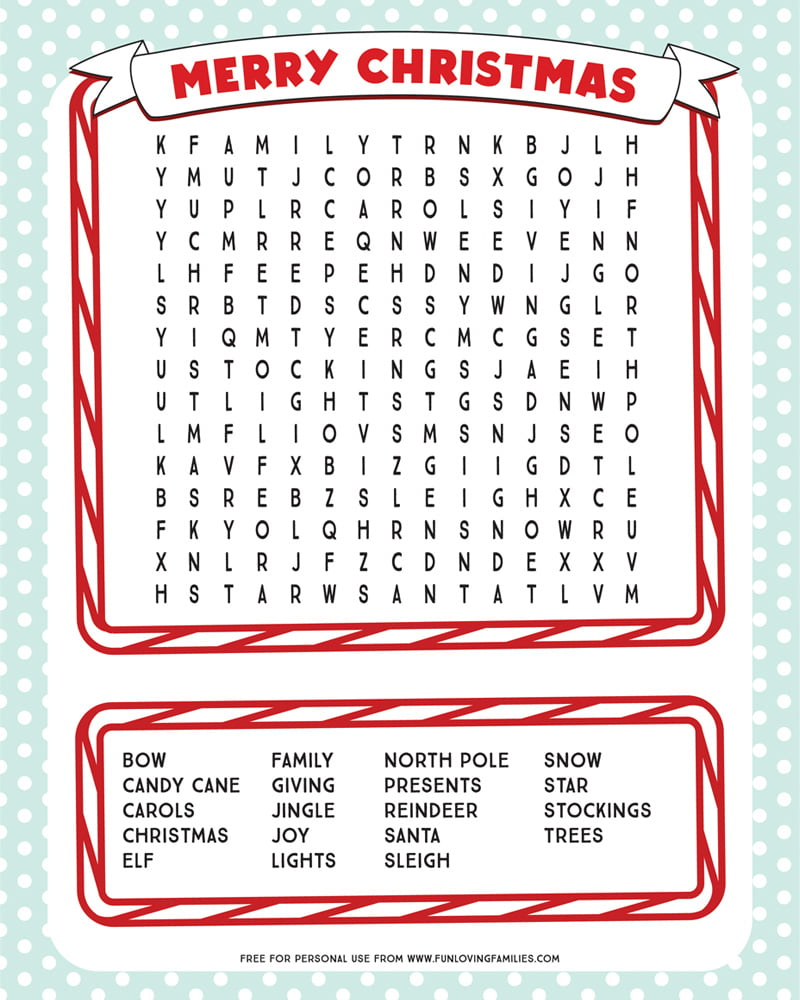 MERRY CHRISTMAS
K F A M I L Y T R N K B J L H
Y M U T J C O R B S X G O J H
Y U P L R C A R O L S I Y I F
Y C M R R E Q N W E E V E N N
L H F E E P E H D N D I J G O
S R B T D S C S S Y W N G L R
Y I Q M T Y E R C M C G S E T
U S T O C K I N G S J A E I H
U T L I G H T S T G S D N W P
L M F L I O V S M S N J S E O
K A V F X B I Z G I I G D T L
B S R E B Z S L E I G H X C E
F K Y O L Q H R N S N O W R U
X N L R J F Z C D N D E X X V
H S T A R W S A N T A T L V M
BOW FAMILY NORTH POLE SNOW
CANDY CANE GIVING PRESENTS STAR
CAROLS JINGLE REINDEER STOCKINGS
CHRISTMAS JOY SANTA TREES
ELF LIGHTS SLEIGH
FREE FOR PERSONAL USE FROM WWW.FUNLOVINGFAMILIES.COM